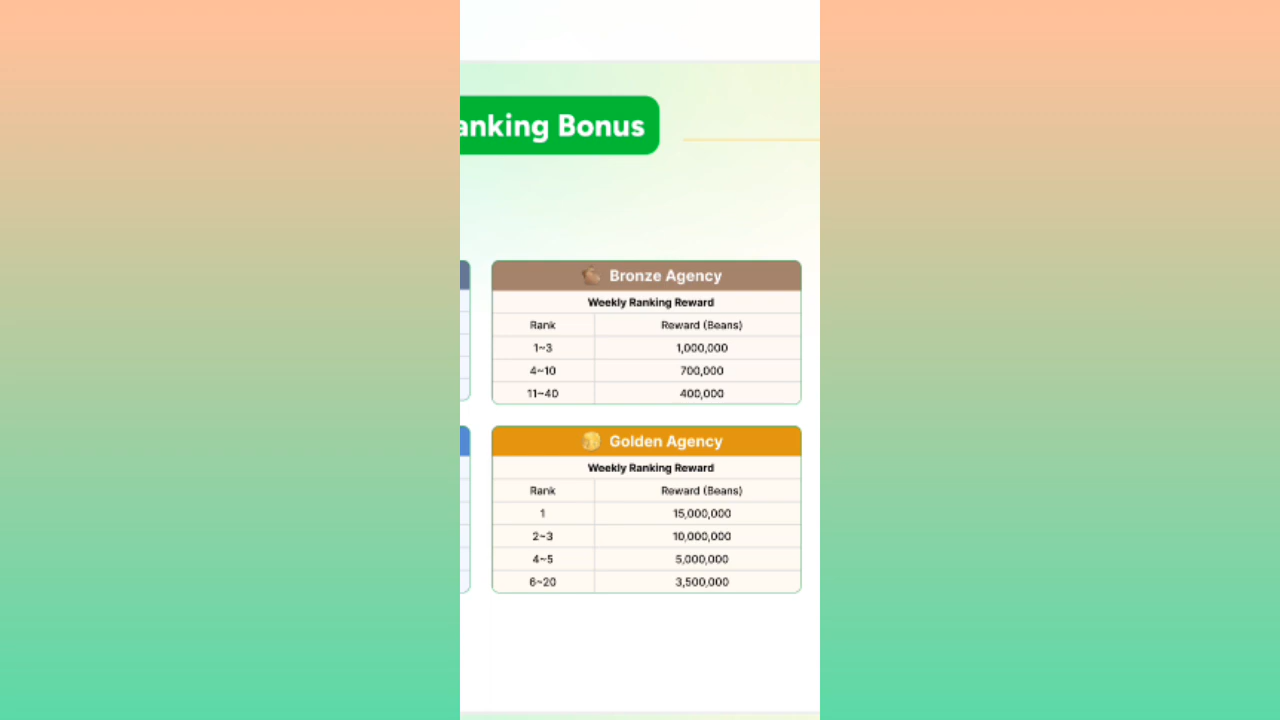 anking Bonus
Bronze Agency
Weekly Ranking Reward
Rank Reward (Beans)
1~3 1,000,000
4~10 700,000
11~40 400,000
Golden Agency
Weekly Ranking Reward
Rank Reward (Beans)
1 15,000,000
2~3 10,000,000
4~5 5,000,000
6~20 3,500,000